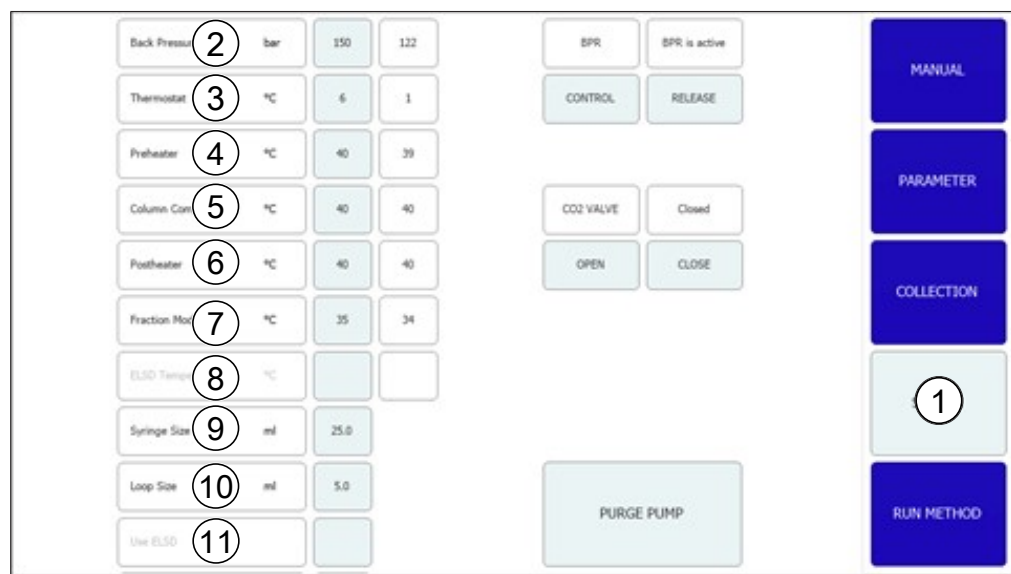 Back Pressu 2 bar 150 122
BPR BPR is active
Thermostat 3 °C 6 1
CONTROL RELEASE
Preheater 4 °C 40 39
Column Com 5 °C 40 40
CO2 VALVE Closed
Postheater 6 °C 40 40
OPEN CLOSE
Fraction Mod 7 °C 35 34
ELSD Tempe 8 °C
Syringe Size 9 ml 25.0
Loop Size 10 ml 5.0
Use ELSD 11
PURGE PUMP
MANUAL
PARAMETER
COLLECTION
1
RUN METHOD